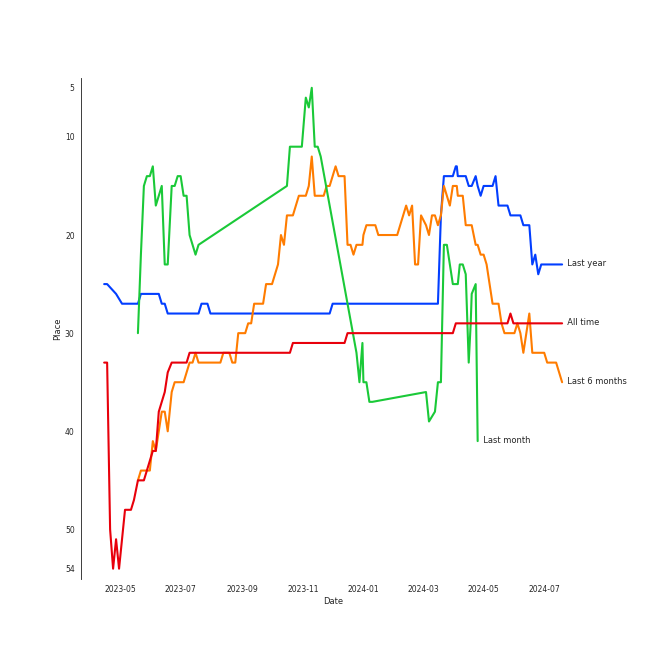 5
10
20
30
40
50
54
Place
2023-05
2023-07
2023-09
2023-11
2024-01
2024-03
2024-05
2024-07
Date
Last year
All time
Last 6 months
Last month